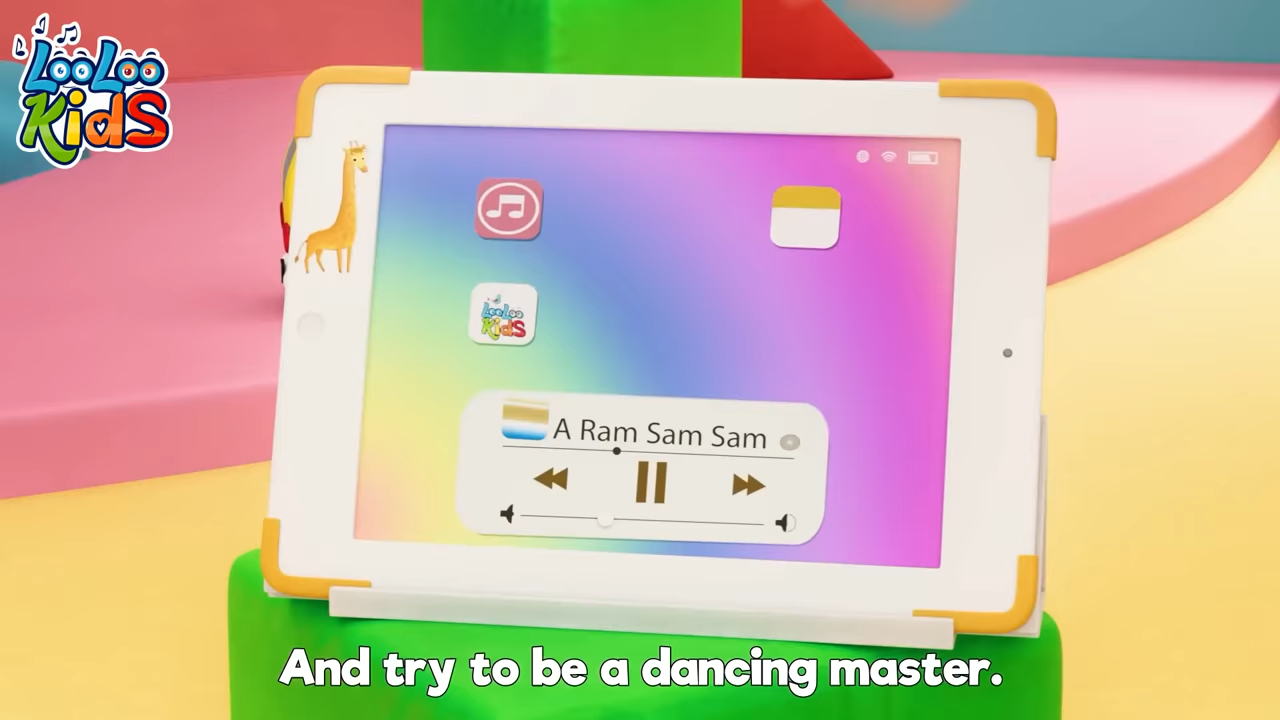 LooLoo
Kids
LooLoo
Kids
A Ram Sam Sam
And try to be a dancing master.